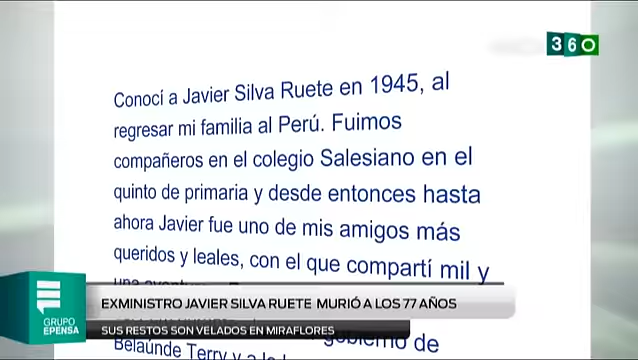 360
Conocí a Javier Silva Ruete en 1945, al
regresar mi familia al Perú. Fuimos
compañeros en el colegio Salesiano en el
quinto de primaria y desde entonces hasta
ahora Javier fue uno de mis amigos más
queridos y leales, con el que compartí mil y
EXMINISTRO JAVIER SILVA RUETE MURIÓ A LOS 77 AÑOS
GRUPO
EPENSA
SUS RESTOS SON VELADOS EN MIRAFLORES
gobierno de
Belaúnde Terry y a